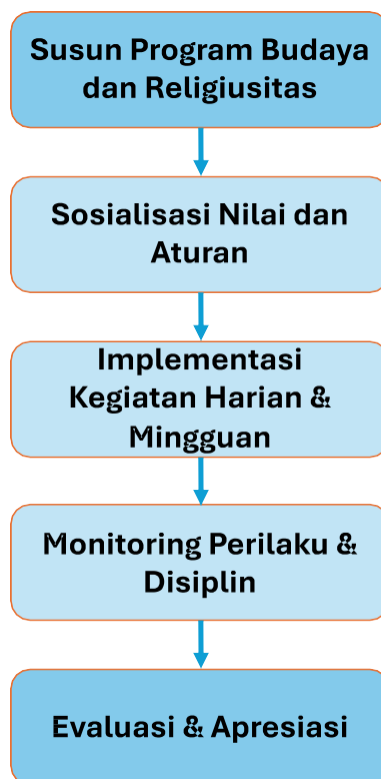 Susun Program Budaya
dan Religiusitas
Sosialisasi Nilai dan
Aturan
Implementasi
Kegiatan Harian &
Mingguan
Monitoring Perilaku &
Disiplin
Evaluasi & Apresiasi